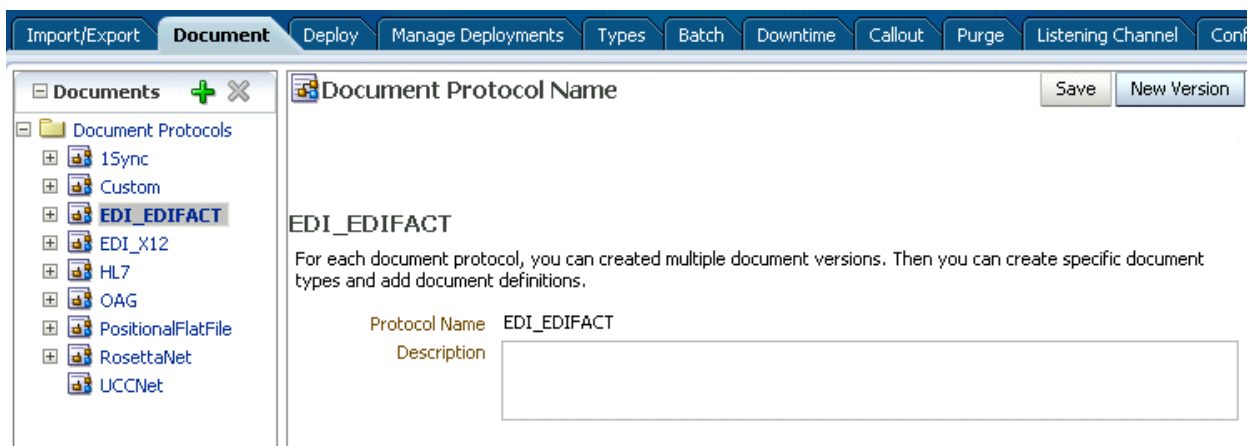 Import/Export Document Deploy Manage Deployments Types Batch Downtime Callout Purge Listening Channel Conf
Documents
Document Protocols
1Sync
Custom
EDI_EDIFACT
EDI_X12
HL7
OAG
PositionalFlatFile
RosettaNet
UCCNet
Document Protocol Name
Save New Version
EDI_EDIFACT
For each document protocol, you can created multiple document versions. Then you can create specific document
types and add document definitions.
Protocol Name EDI_EDIFACT
Description